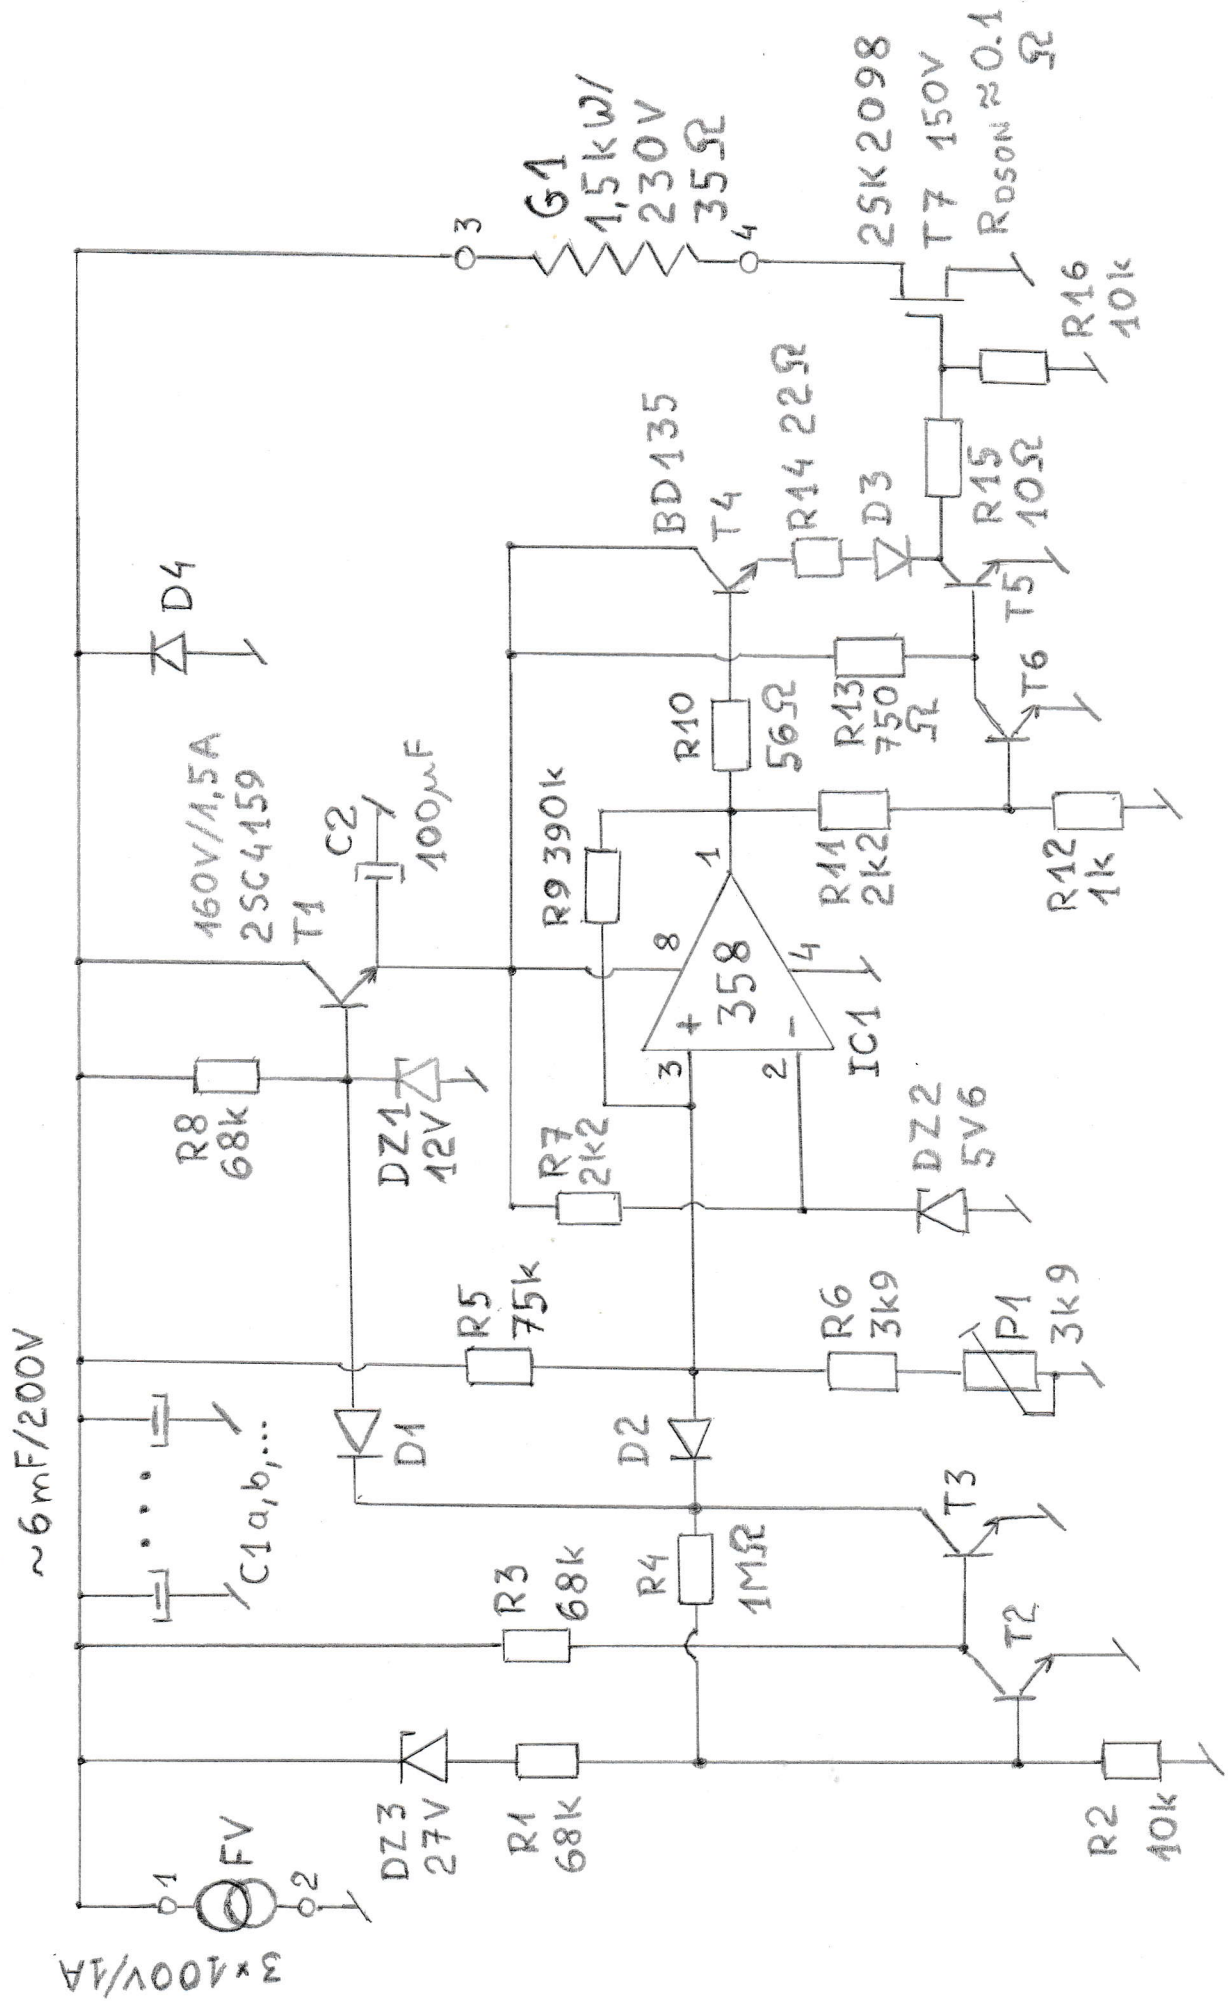 3×100V/1A
1
FV
2
DZ3
27V
R1
68k
R2
10k
~6mF/200V
C1a,b,...
R3
68k
R4
1MΩ
T2
T3
D1
D2
R5
75k
R6
3k9
P1
3k9
R8
68k
DZ1
12V
R7
2k2
DZ2
5V6
160V/1,5A
2SC4159
T1
C2
100μF
R9 390k
3
+
2
-
358
8
4
1
IC1
R10
56Ω
R11
2k2
R12
1k
D4
R13
750
Ω
T6
T5
BD135
T4
R14 22Ω
D3
R15
10Ω
R16
10k
3
G1
1,5kW/
230V
35Ω
4
2SK2098
T7 150V
RDSON≈0.1
Ω